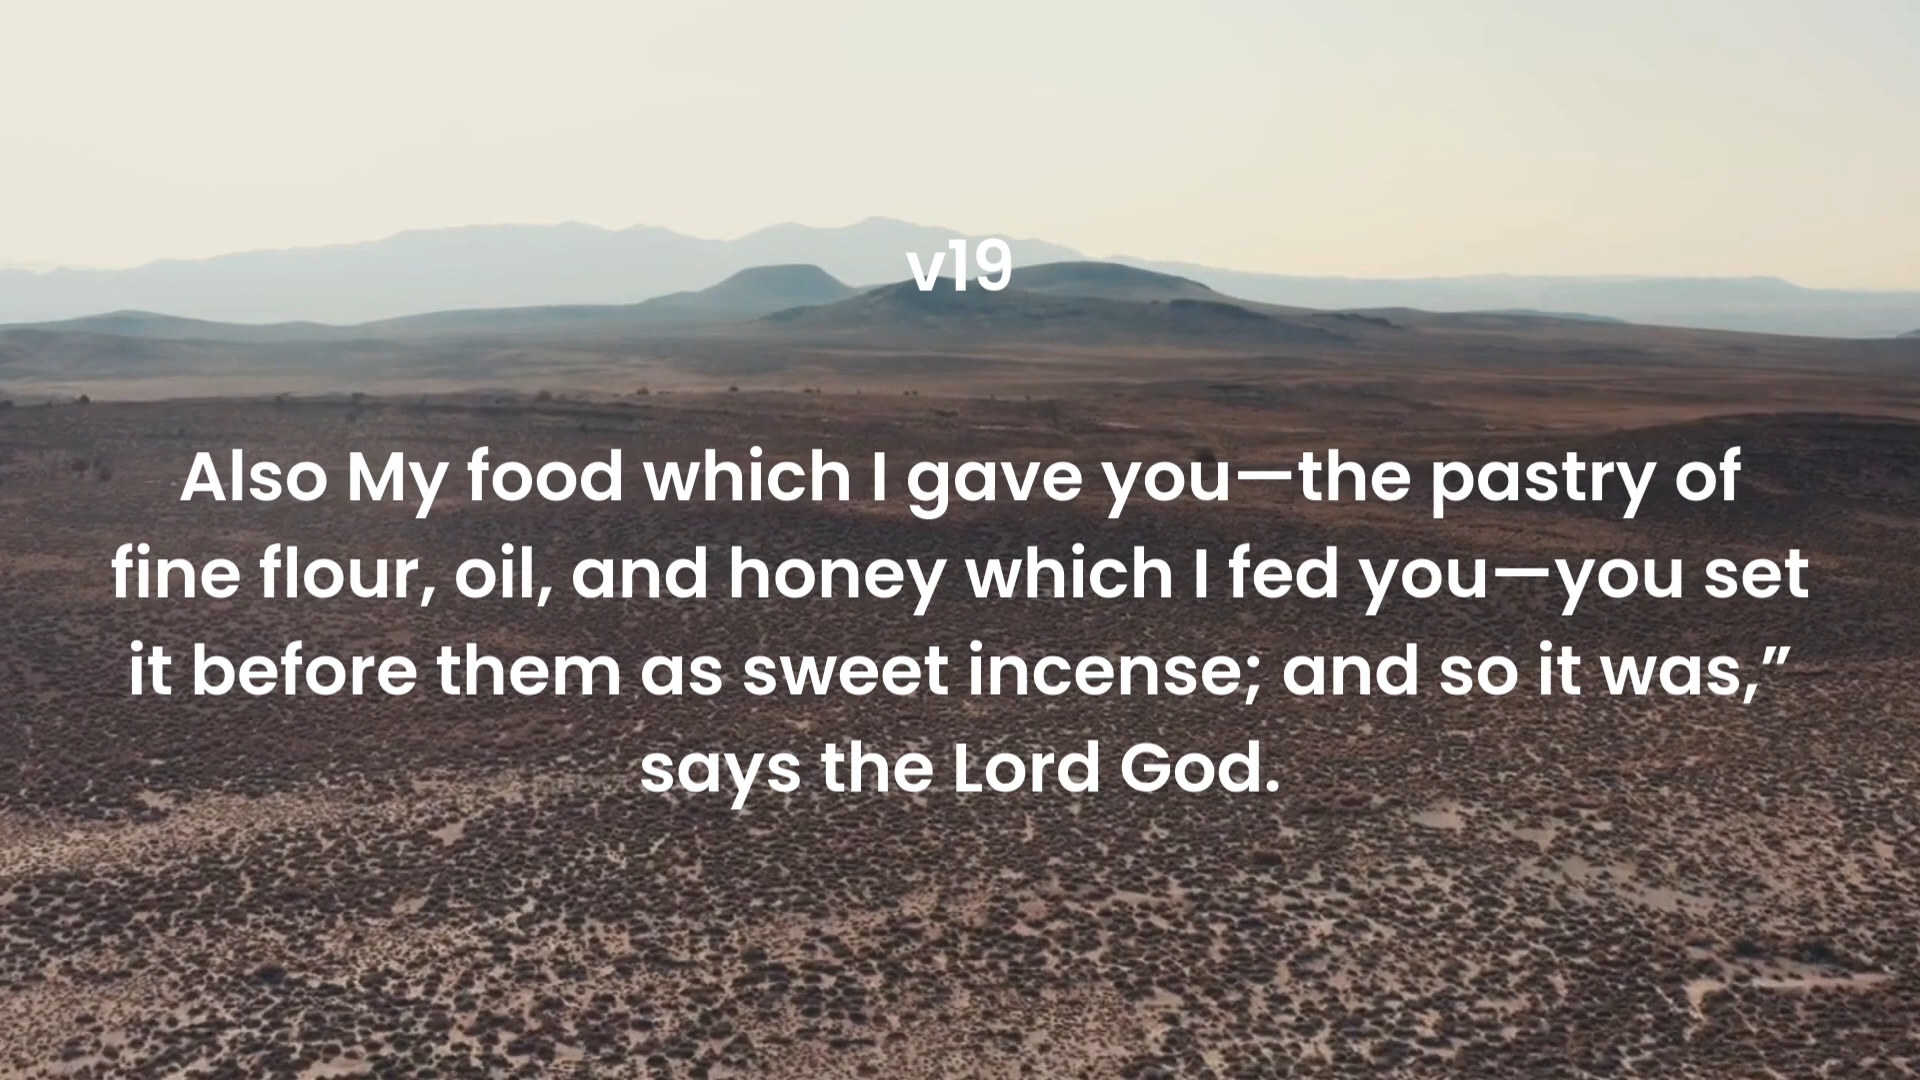 v19
Also My food which I gave you—the pastry of
fine flour, oil, and honey which I fed you—you set
it before them as sweet incense; and so it was,”
says the Lord God.